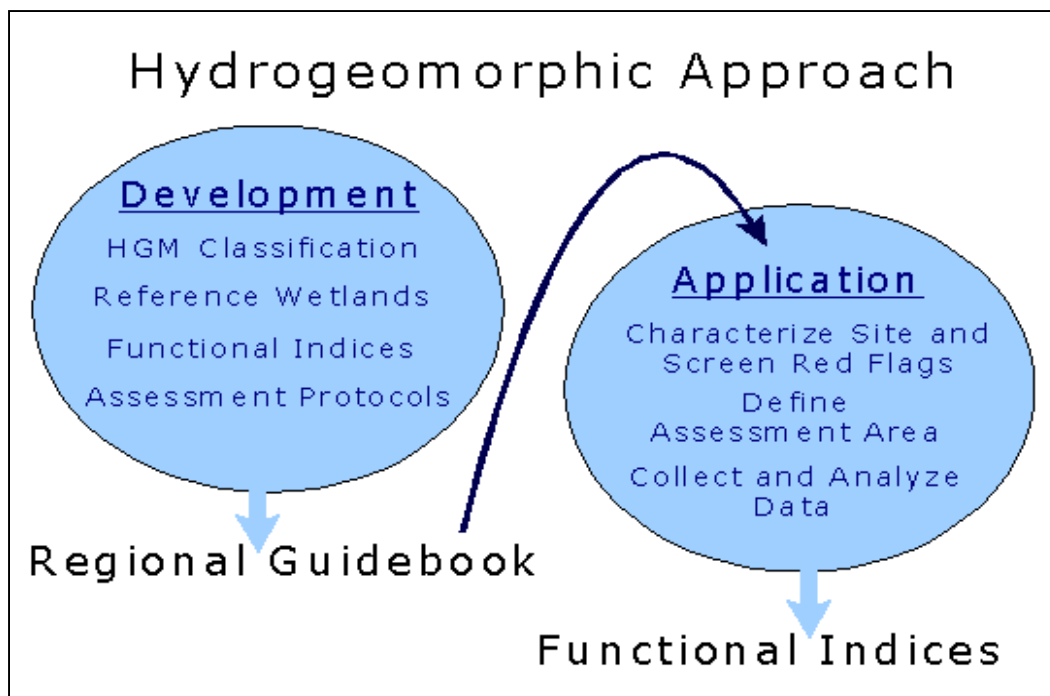 Hydrogeomorphic Approach
Development
HGM Classification
Reference Wetlands
Functional Indices
Assessment Protocols
Regional Guidebook
Application
Characterize Site and
Screen Red Flags
Define
Assessment Area
Collect and Analyze
Data
Functional Indices